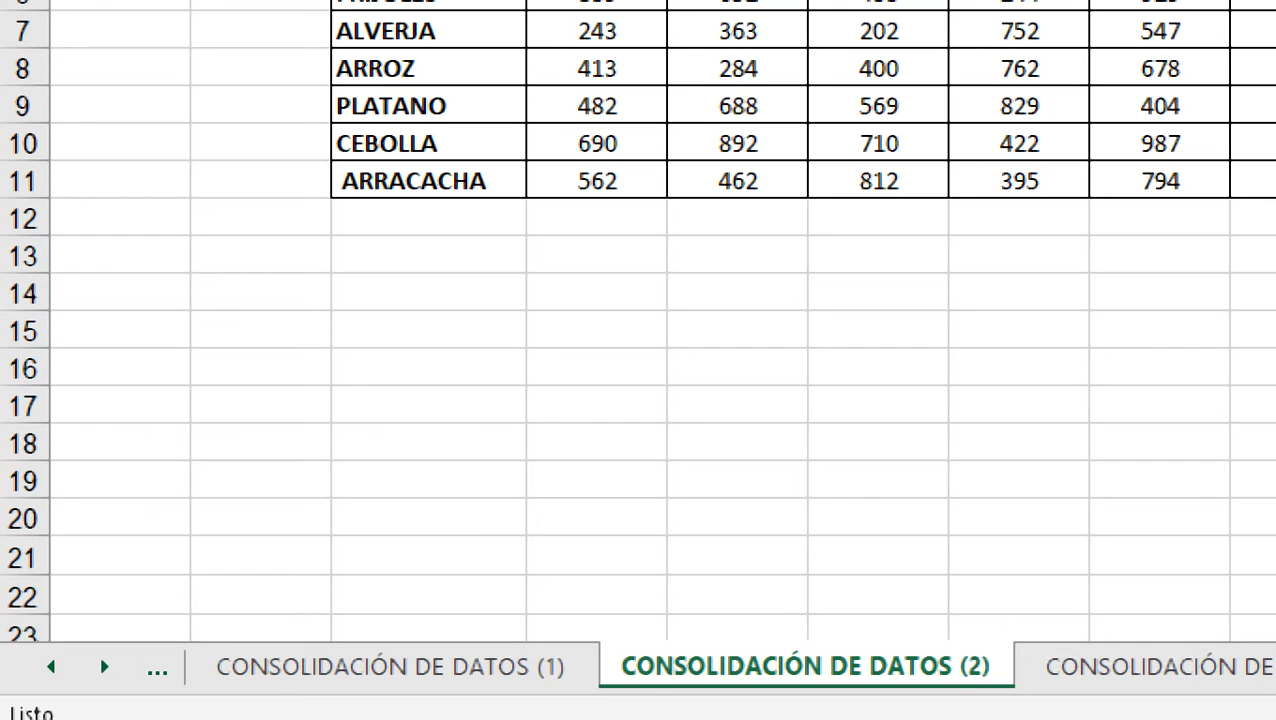 7 ALVERJA 243 363 202 752 547
8 ARROZ 413 284 400 762 678
9 PLATANO 482 688 569 829 404
10 CEBOLLA 690 892 710 422 987
11 ARRACACHA 562 462 812 395 794
12
13
14
15
16
17
18
19
20
21
22
23
... CONSOLIDACIÓN DE DATOS (1) CONSOLIDACIÓN DE DATOS (2) CONSOLIDACIÓN DE
Listo